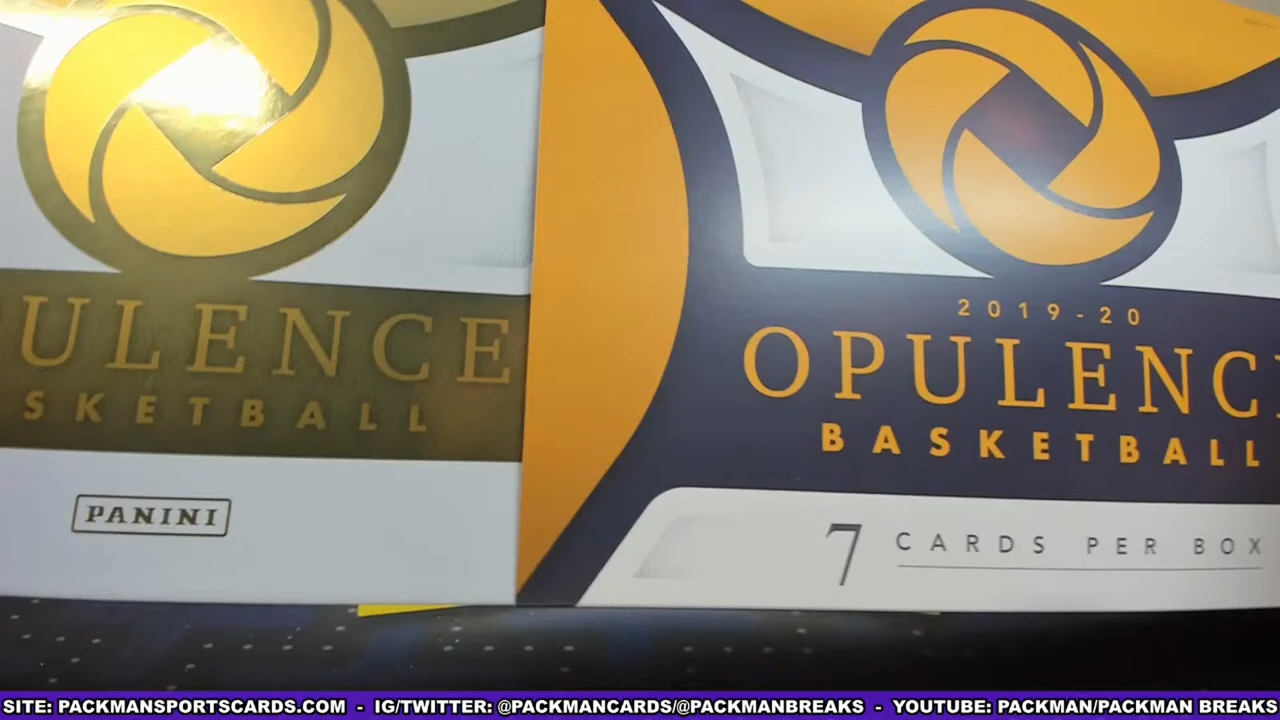 ULENCE
SKETBALL
PANINI
2019-20
OPULENC
BASKETBALL
7 CARDS PER BOX
SITE: PACKMANSPORTSCARDS.COM - IG/TWITTER: @PACKMANCARDS/@PACKMANBREAKS - YOUTUBE: PACKMAN/PACKMAN BREAKS